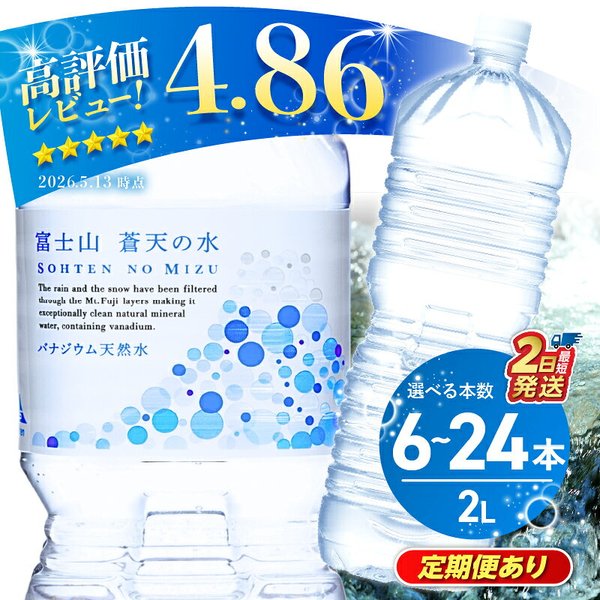 高評価
レビュー!
4.86
2026.5.13 時点
富士山 蒼天の水
SOHTEN NO MIZU
The rain and the snow have been filtered
through the Mt.Fuji layers making it
exceptionally clean natural mineral
water, containing vanadium.
バナジウム天然水
最短
2日
発送
選べる本数
6~24本
2L
定期便あり